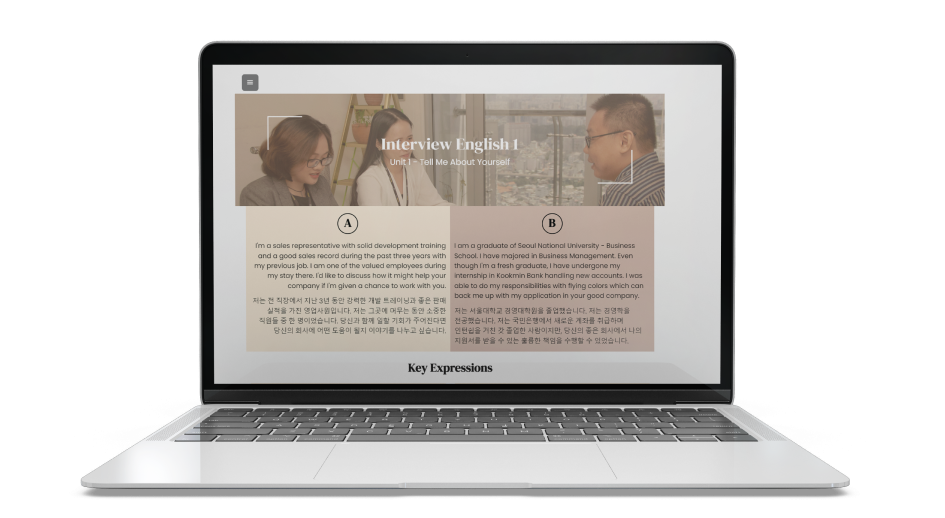 Interview English 1
Unit 1 - Tell Me About Yourself
A
I'm a sales representative with solid development training
and a good sales record during the past three years with
my previous job. I am one of the valued employees during
my stay there. I'd like to discuss how it might help your
company if I'm given a chance to work with you.
저는 전 직장에서 지난 3년 동안 강력한 개발 트레이닝과 좋은 판매
실적을 가진 영업사원입니다. 저는 그곳에 머무는 동안 소중한
직원들 중 한 명이었습니다. 당신과 함께 일할 기회가 주어진다면
당신의 회사에 어떤 도움이 될지 이야기를 나누고 싶습니다.
B
I am a graduate of Seoul National University - Business
School. I have majored in Business Management. Even
though I'm a fresh graduate, I have undergone my
internship in Kookmin Bank handling new accounts. I was
able to do my responsibilities with flying colors which can
back me up with my application in your good company.
저는 서울대학교 경영대학원을 졸업했습니다. 저는 경영학을
전공했습니다. 저는 국민은행에서 새로운 계좌를 취급하며
인턴쉽을 가진 갓 졸업한 사람이지만, 당신의 좋은 회사에서 나의
지원서를 받을 수 있는 훌륭한 책임을 수행할 수 있었습니다.
Key Expressions